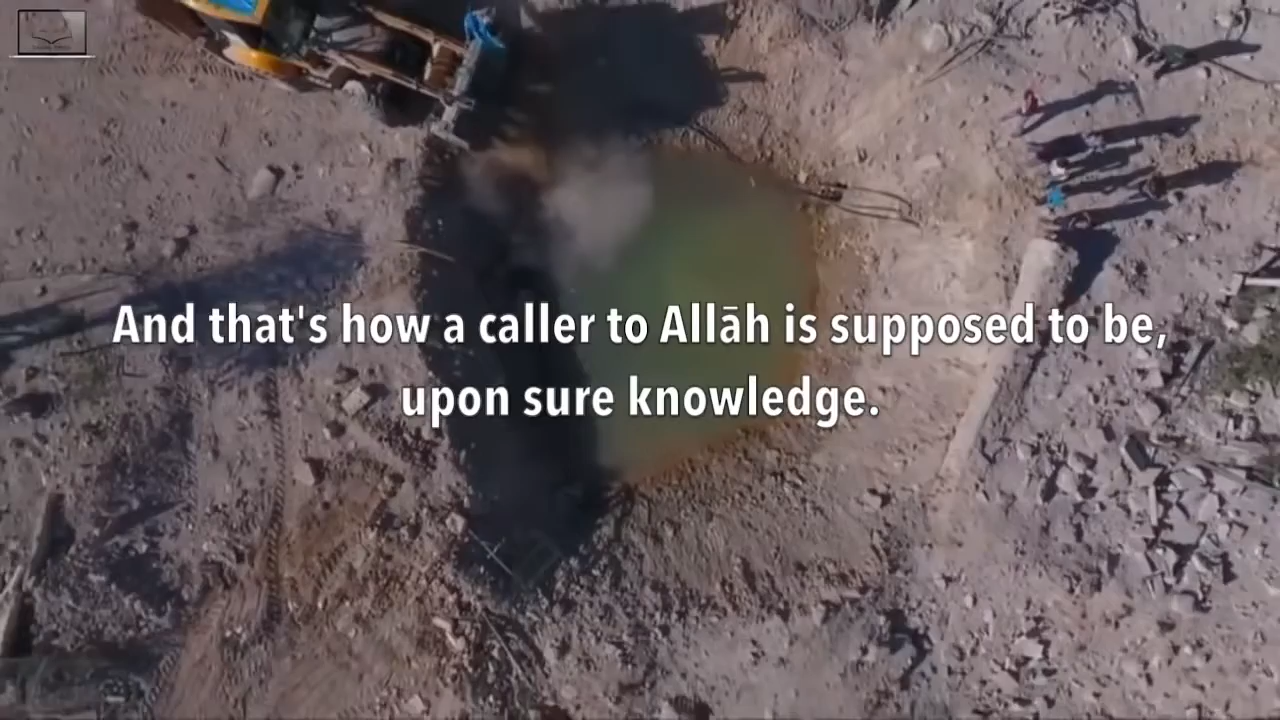 And that's how a caller to Allāh is supposed to be,
upon sure knowledge.